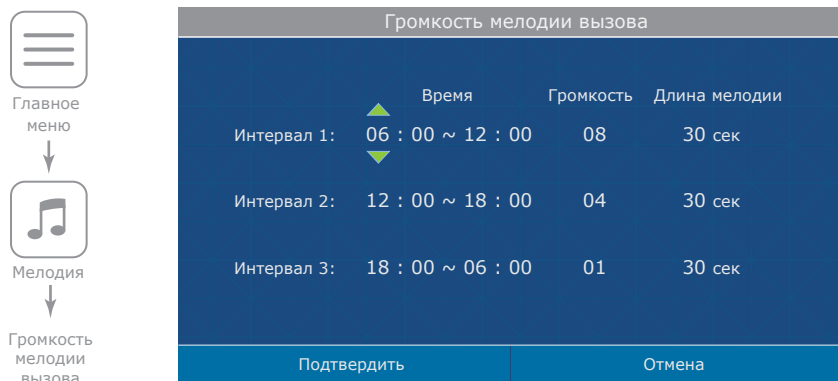 Главное
меню
Мелодия
Громкость
мелодии
вызова
Громкость мелодии вызова
Время Громкость Длина мелодии
Интервал 1: 06 : 00 ~ 12 : 00 08 30 сек
Интервал 2: 12 : 00 ~ 18 : 00 04 30 сек
Интервал 3: 18 : 00 ~ 06 : 00 01 30 сек
Подтвердить Отмена